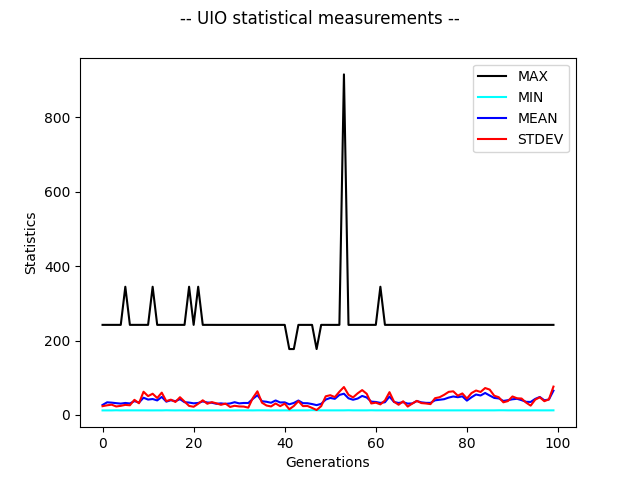 -- UIO statistical measurements --
MAX
MIN
MEAN
STDEV
Statistics
800
600
400
200
0
0 20 40 60 80 100
Generations